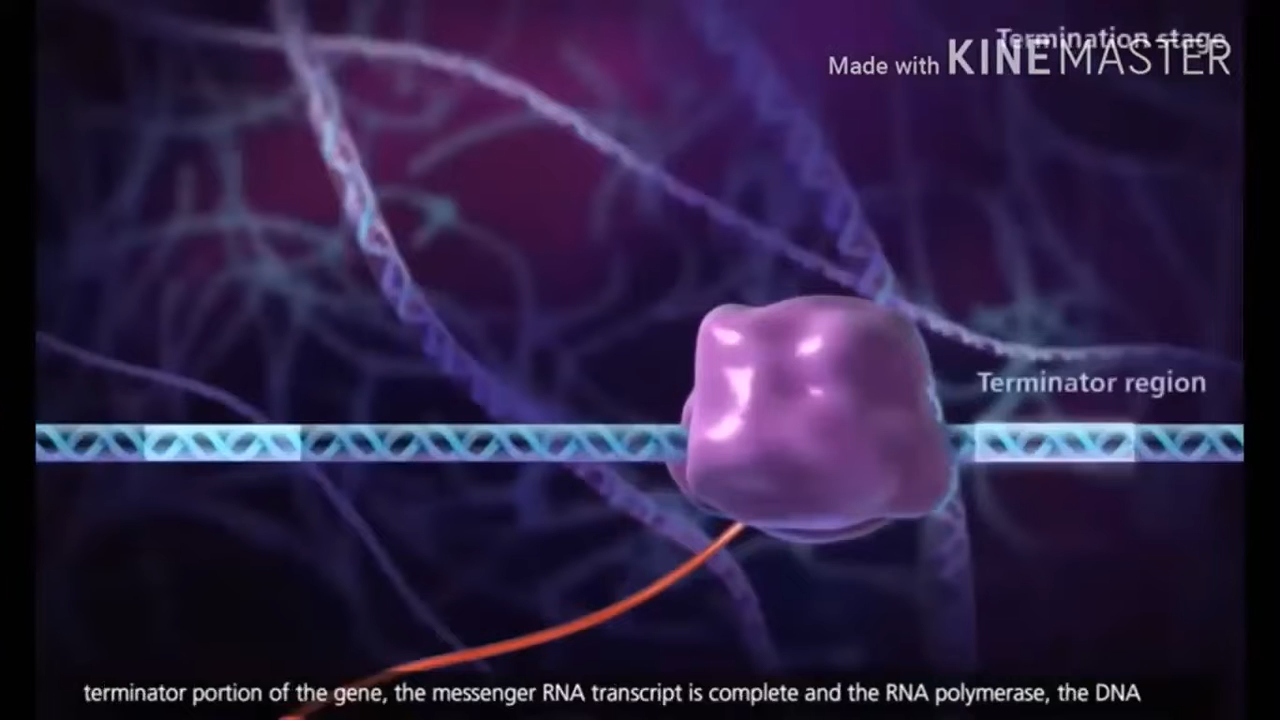 Termination stage
Made with KINEMASTER
Terminator region
terminator portion of the gene, the messenger RNA transcript is complete and the RNA polymerase, the DNA